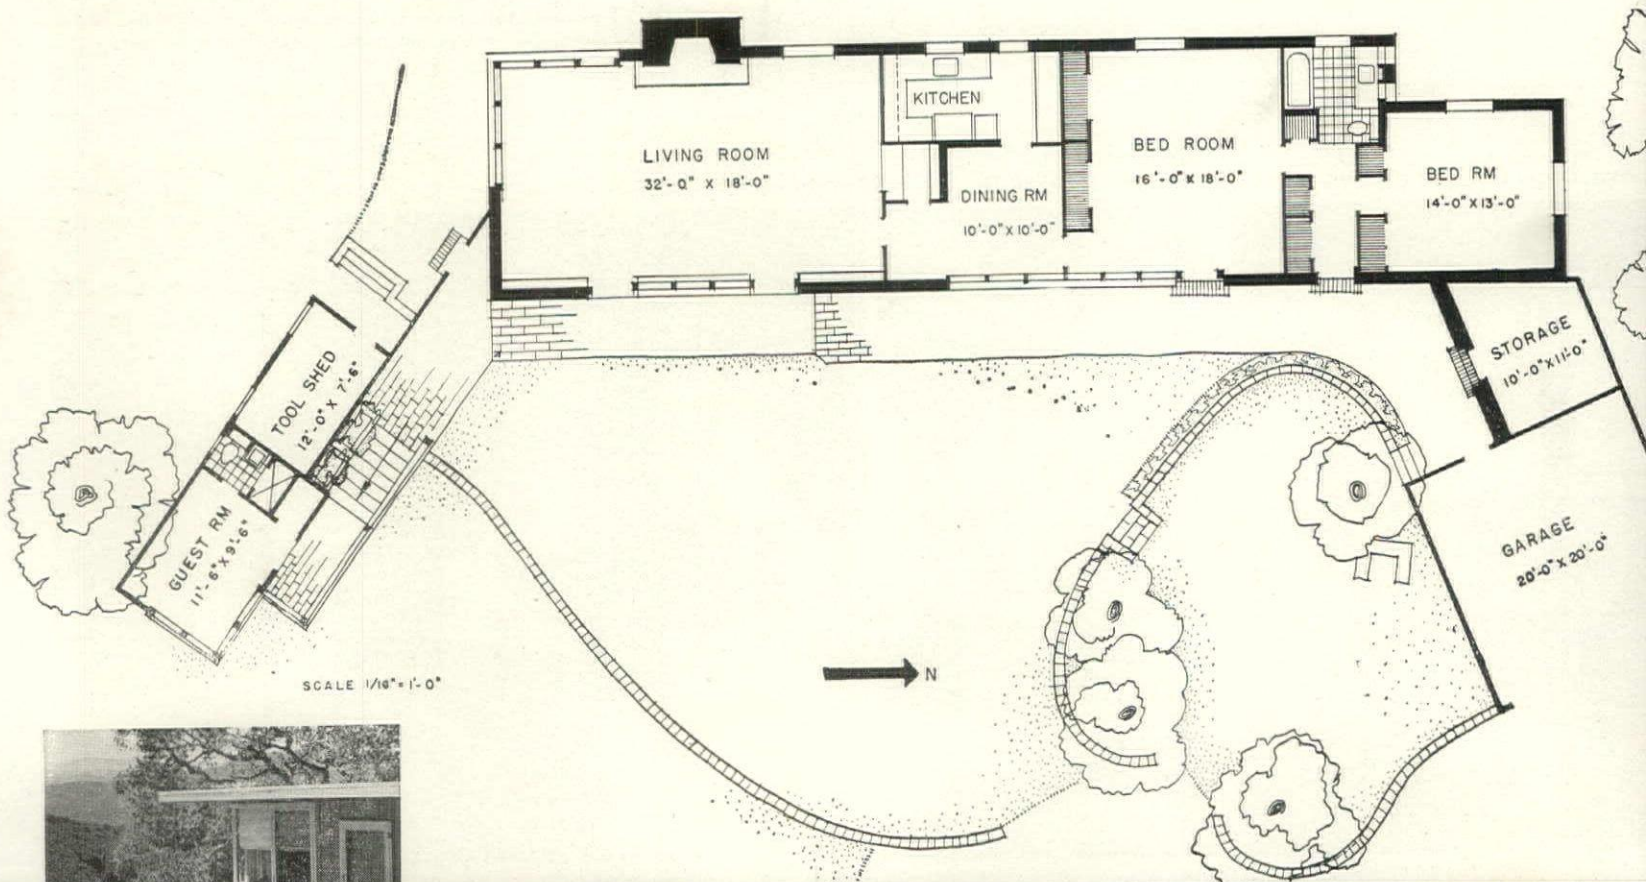 KITCHEN
LIVING ROOM
32'-0" X 18'-0"
BED ROOM
16'-0" X 18'-0"
BED RM
14'-0" X 13'-0"
DINING RM
10'-0" X 10'-0"
STORAGE
10'-0" X 11'-0"
TOOL SHED
12'-0" X 7'-6"
GUEST RM
11'-6" X 9'-6"
GARAGE
20'-0" X 20'-0"
N
SCALE 1/16" = 1'-0"